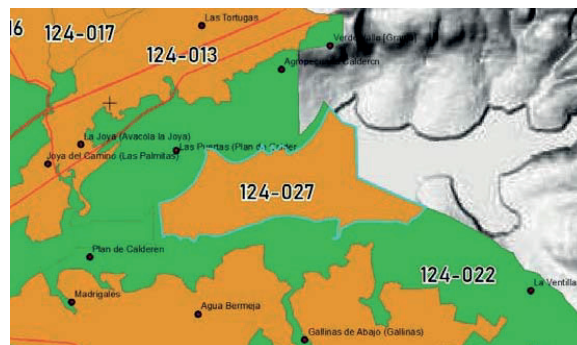 Las Tortugas
16
124-017
Verde Valla (Granja)
124-013
Agropecuaria Calderon
La Joya (Avacola la Joya)
Las Puertas (Plan de Calder
Joya del Camino (Las Palmitas)
124-027
Plan de Calderen
124-022
La Ventilla
Madrigales
Agua Bermeja
Gallinas de Abajo (Gallinas)